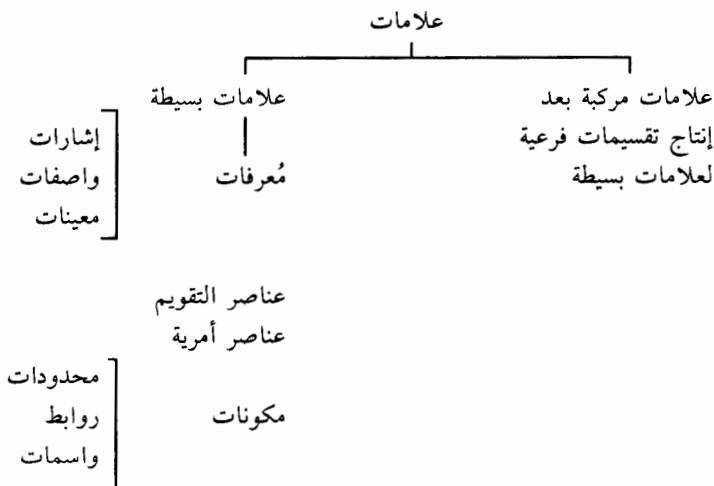 علامات
علامات مركبة بعد
إنتاج تقسيمات فرعية
لعلامات بسيطة
علامات بسيطة
مُعرفات
إشارات
واصفات
معينات
عناصر التقويم
عناصر أمرية
مكونات
محدودات
روابط
واسمات